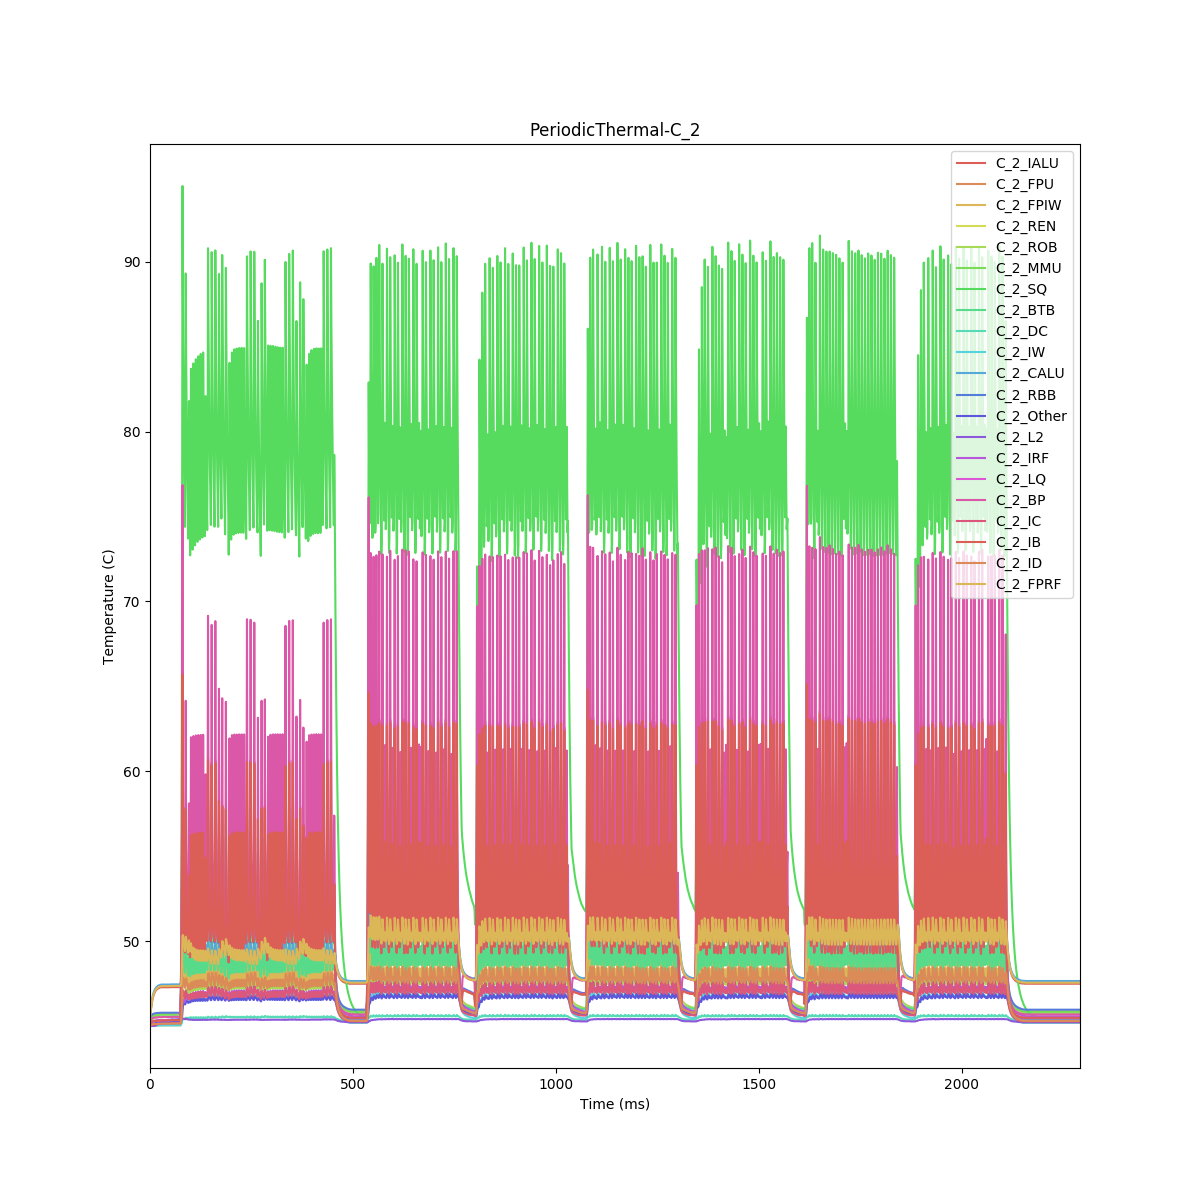 PeriodicThermal-C_2
C_2_IALU
C_2_FPU
C_2_FPIW
C_2_REN
C_2_ROB
C_2_MMU
C_2_SQ
C_2_BTB
C_2_DC
C_2_IW
C_2_CALU
C_2_RBB
C_2_Other
C_2_L2
C_2_IRF
C_2_LQ
C_2_BP
C_2_IC
C_2_IB
C_2_ID
C_2_FPRF
90
80
70
60
50
Temperature (C)
0 500 1000 1500 2000
Time (ms)